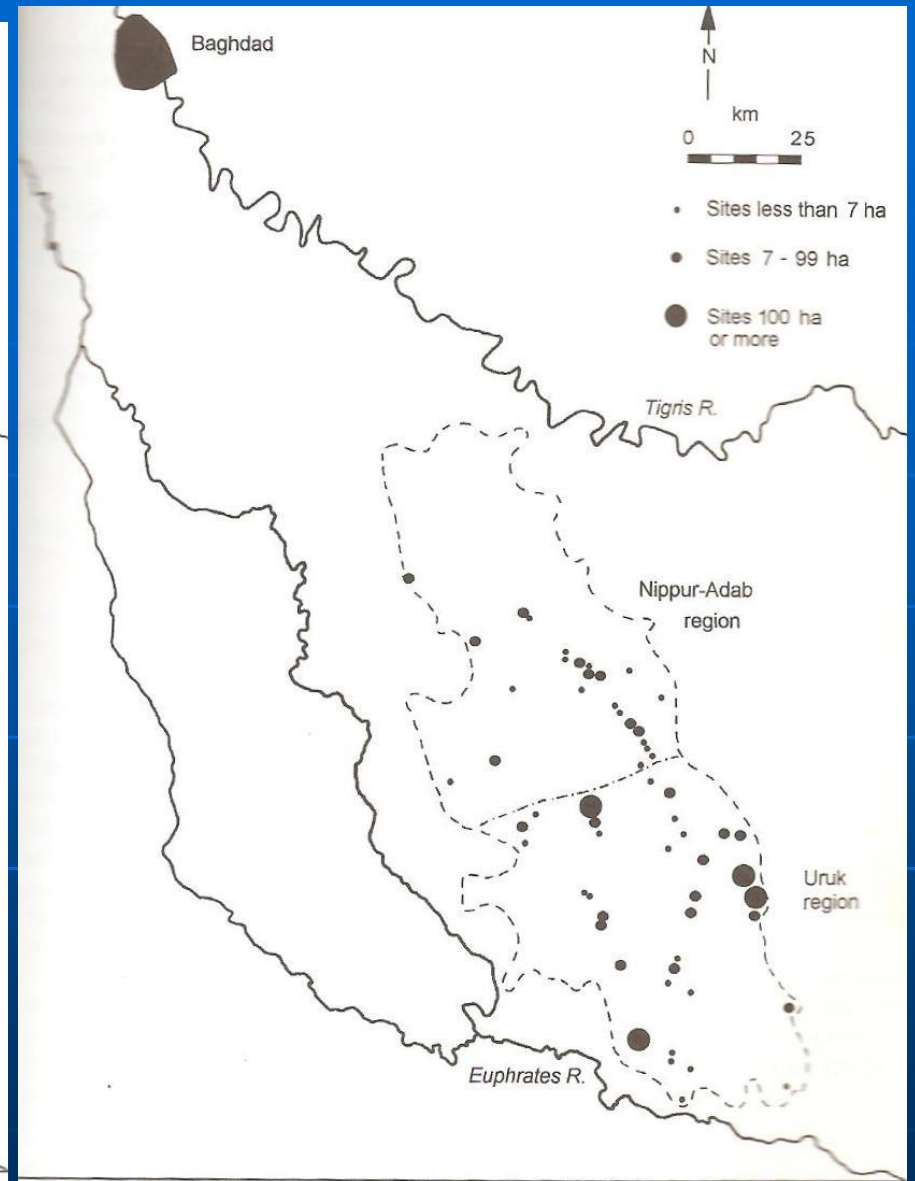 Baghdad
N
km
0 25
Sites less than 7 ha
Sites 7 - 99 ha
Sites 100 ha
or more
Tigris R.
Nippur-Adab
region
Uruk
region
Euphrates R.